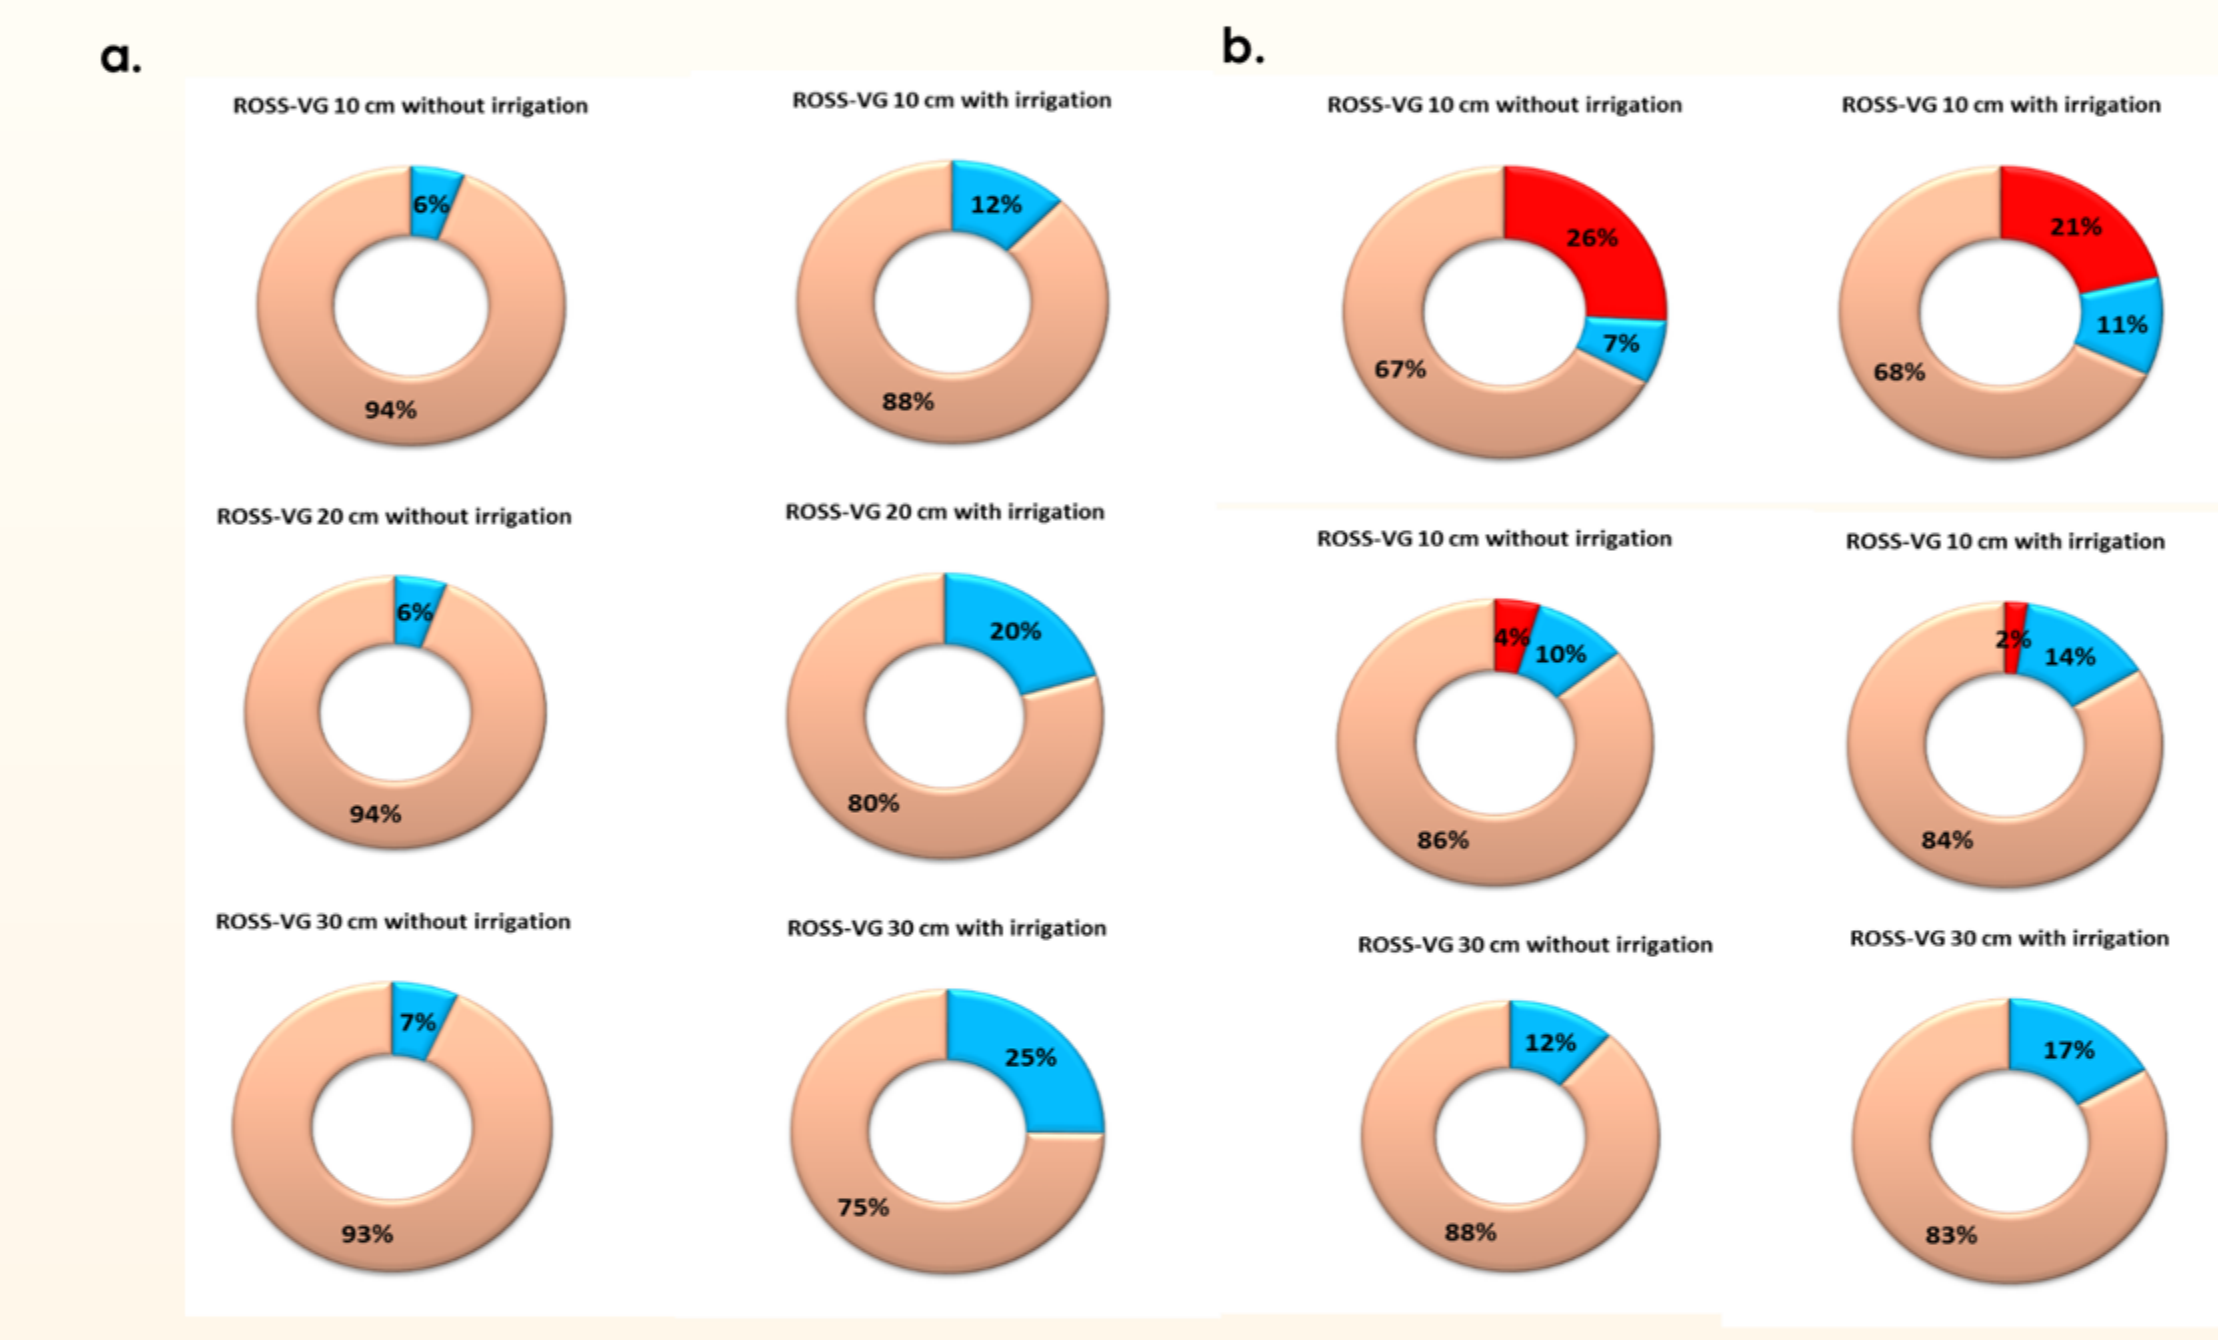 a.
ROSS-VG 10 cm without irrigation
6%
94%
ROSS-VG 10 cm with irrigation
12%
88%
ROSS-VG 20 cm without irrigation
6%
94%
ROSS-VG 20 cm with irrigation
20%
80%
ROSS-VG 30 cm without irrigation
7%
93%
ROSS-VG 30 cm with irrigation
25%
75%
b.
ROSS-VG 10 cm without irrigation
26%
7%
67%
ROSS-VG 10 cm with irrigation
21%
11%
68%
ROSS-VG 10 cm without irrigation
4%
10%
86%
ROSS-VG 10 cm with irrigation
2%
14%
84%
ROSS-VG 30 cm without irrigation
12%
88%
ROSS-VG 30 cm with irrigation
17%
83%